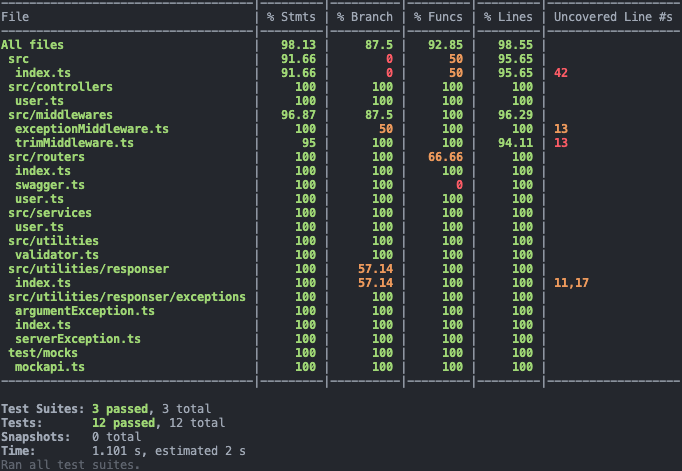 File | % Stmts | % Branch | % Funcs | % Lines | Uncovered Line #s
All files | 98.13 | 87.5 | 92.85 | 98.55 |
src | 91.66 | 0 | 50 | 95.65 |
index.ts | 91.66 | 0 | 50 | 95.65 | 42
src/controllers | 100 | 100 | 100 | 100 |
user.ts | 100 | 100 | 100 | 100 |
src/middlewares | 96.87 | 87.5 | 100 | 96.29 |
exceptionMiddleware.ts | 100 | 50 | 100 | 100 | 13
trimMiddleware.ts | 95 | 100 | 100 | 94.11 | 13
src/routers | 100 | 100 | 66.66 | 100 |
index.ts | 100 | 100 | 100 | 100 |
swagger.ts | 100 | 100 | 0 | 100 |
user.ts | 100 | 100 | 100 | 100 |
src/services | 100 | 100 | 100 | 100 |
user.ts | 100 | 100 | 100 | 100 |
src/utilities | 100 | 100 | 100 | 100 |
validator.ts | 100 | 100 | 100 | 100 |
src/utilities/responser | 100 | 57.14 | 100 | 100 |
index.ts | 100 | 57.14 | 100 | 100 | 11,17
src/utilities/responser/exceptions | 100 | 100 | 100 | 100 |
argumentException.ts | 100 | 100 | 100 | 100 |
index.ts | 100 | 100 | 100 | 100 |
serverException.ts | 100 | 100 | 100 | 100 |
test/mocks | 100 | 100 | 100 | 100 |
mockapi.ts | 100 | 100 | 100 | 100 |
Test Suites: 3 passed, 3 total
Tests: 12 passed, 12 total
Snapshots: 0 total
Time: 1.101 s, estimated 2 s
Ran all test suites.